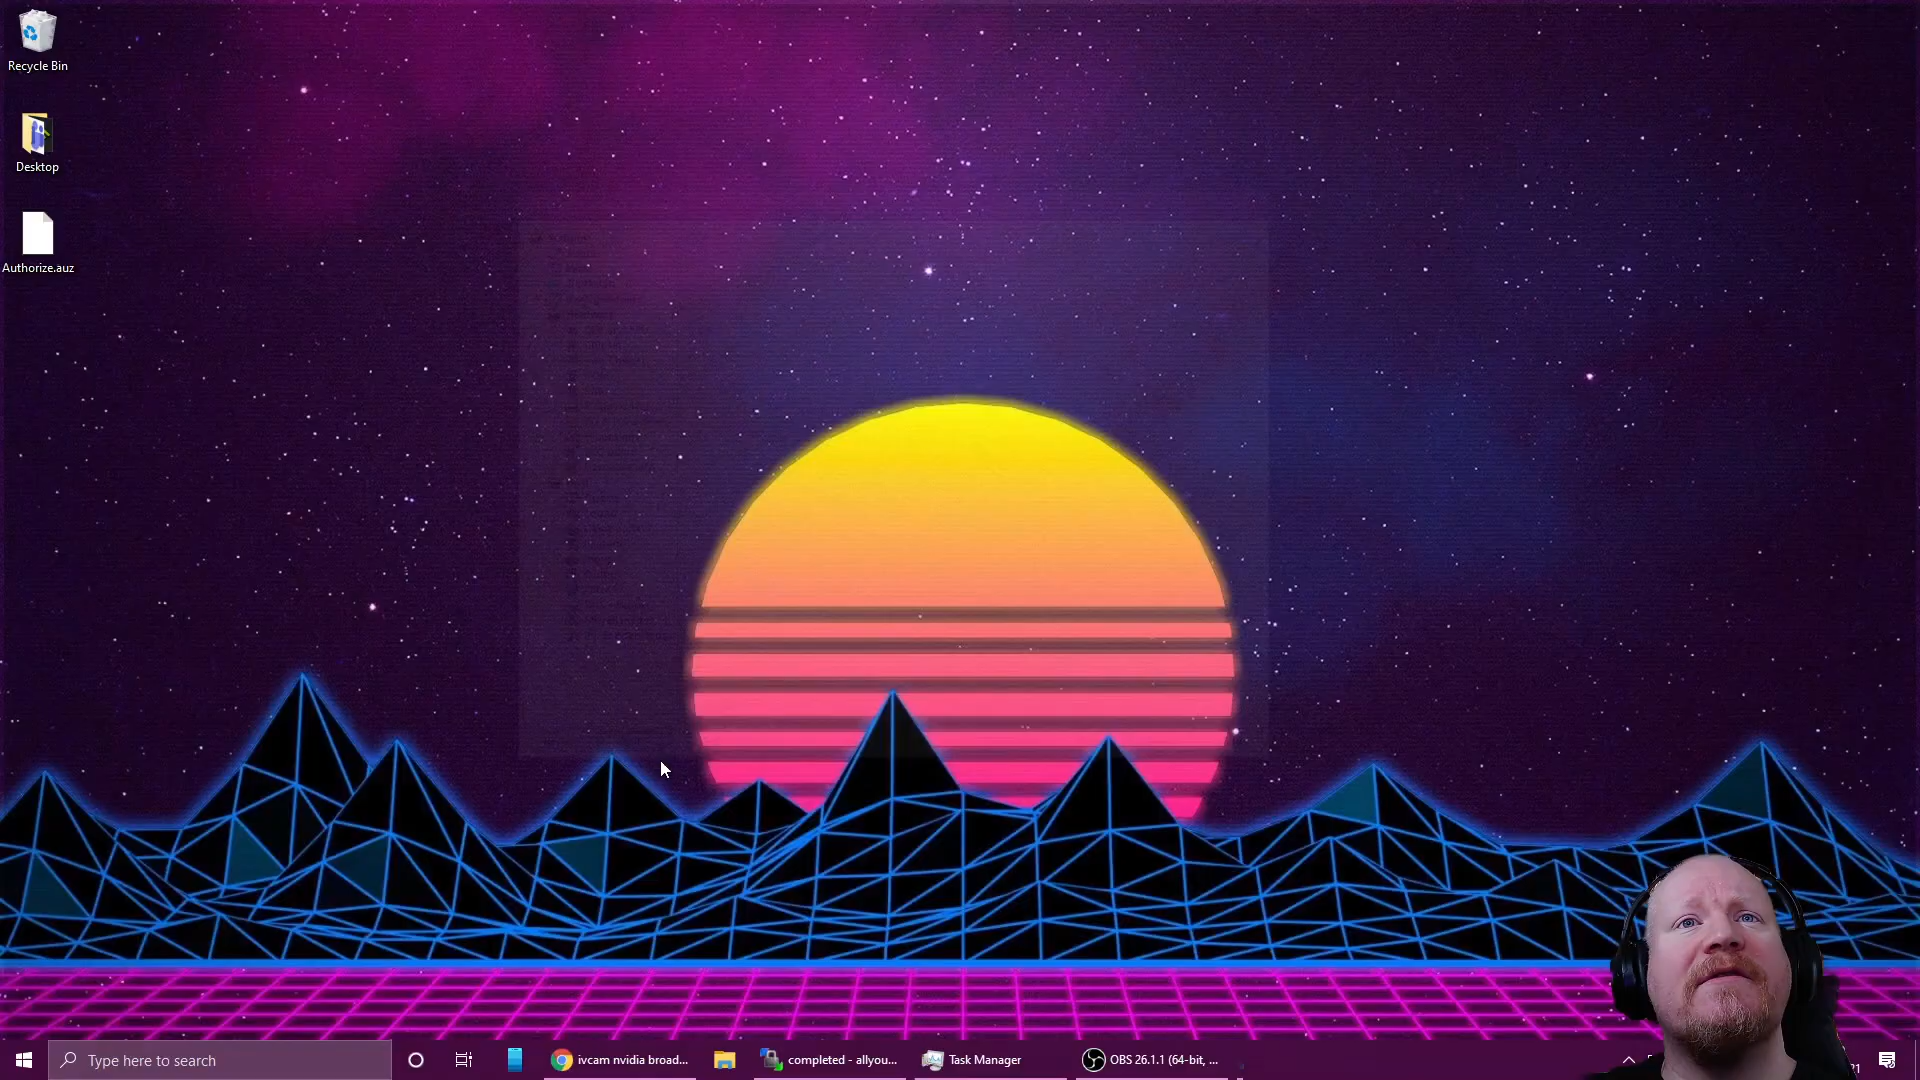 Recycle Bin
Desktop
Authorize.auz
Type here to search
ivcam nvidia broad...
completed - allyou...
Task Manager
OBS 26.1.1 (64-bit, ...
21